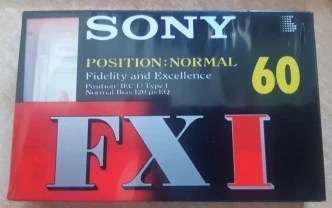 SONY
POSITION: NORMAL
Fidelity and Excellence
Position IEC I / Type I
Normal Bias 120 µs EQ
60
FX I